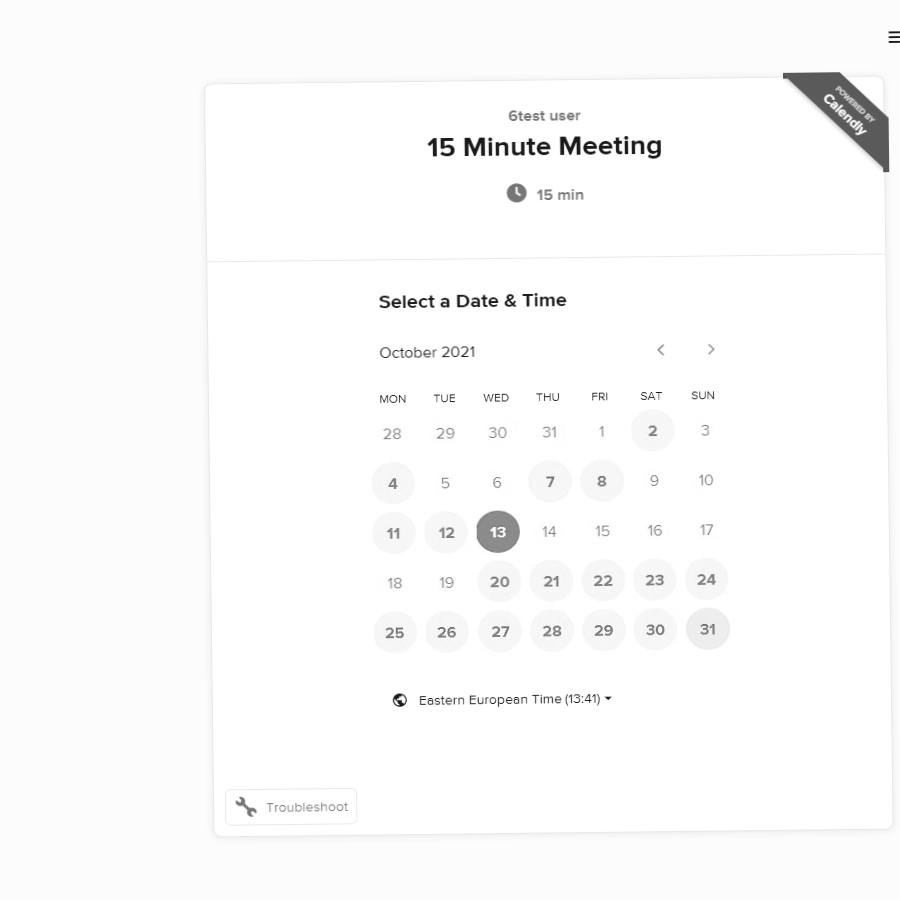 POWERED BY
Calendly
6test user
15 Minute Meeting
15 min
Select a Date & Time
October 2021
MON TUE WED THU FRI SAT SUN
28 29 30 31 1 2 3
4 5 6 7 8 9 10
11 12 13 14 15 16 17
18 19 20 21 22 23 24
25 26 27 28 29 30 31
Eastern European Time (13:41)
Troubleshoot